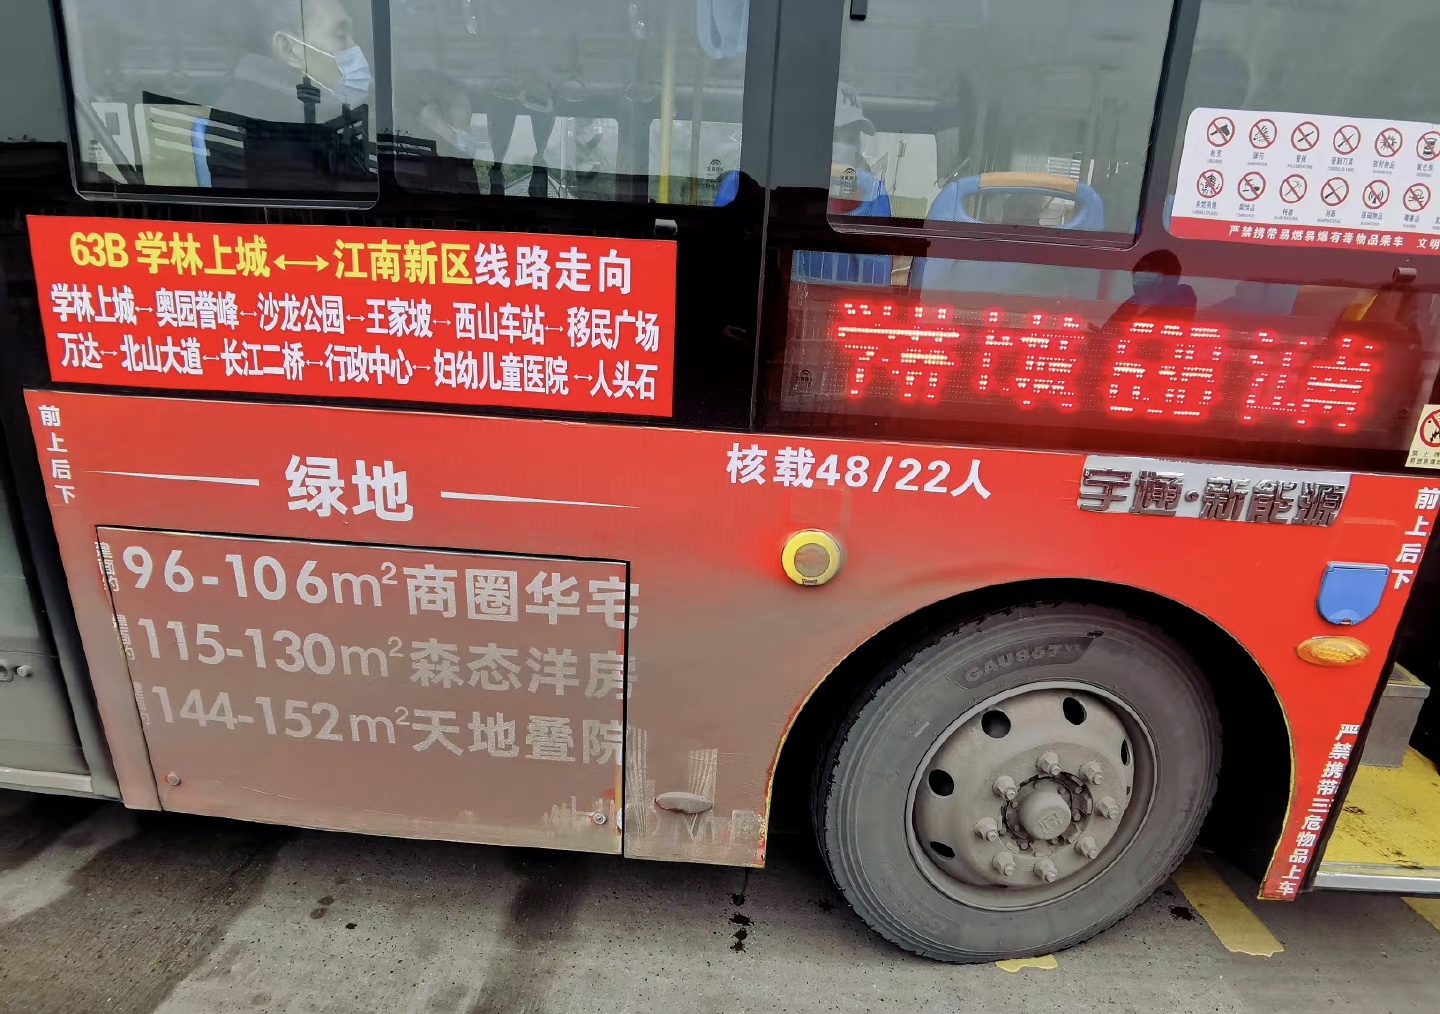 63B 学林上城↔江南新区线路走向
学林上城↔奥园誉峰↔沙龙公园↔王家坡↔西山车站↔移民广场
万达↔北山大道↔长江二桥↔行政中心↔妇幼儿童医院↔人头石
严禁携带易燃易爆有毒物品乘车 文明
63B
前上后下
绿地
核载48/22人
宇通·新能源
前上后下
96-106m²商圈华宅
115-130m²森态洋房
144-152m²天地叠院
严禁携带三危物品上车